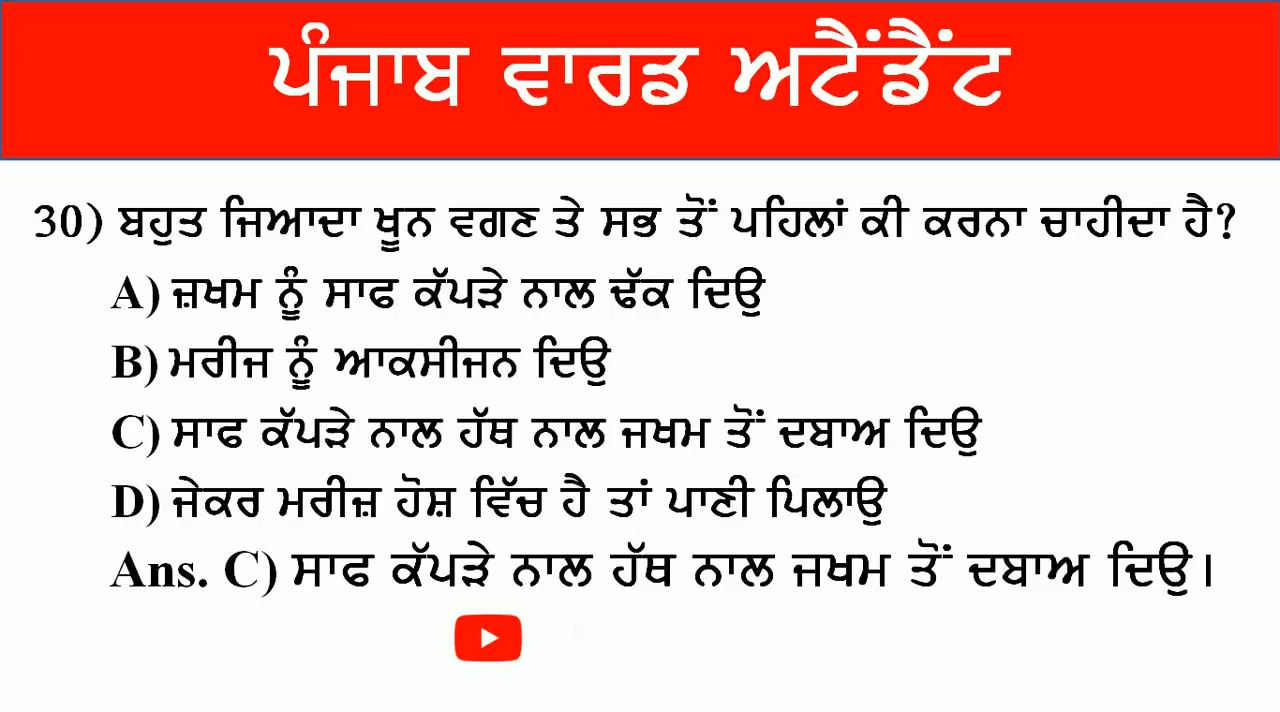 ਪੰਜਾਬ ਵਾਰਡ ਅਟੈਂਡੈਂਟ
30) ਬਹੁਤ ਜਿਆਦਾ ਖੂਨ ਵਗਣ ਤੇ ਸਭ ਤੋਂ ਪਹਿਲਾਂ ਕੀ ਕਰਨਾ ਚਾਹੀਦਾ ਹੈ?
A) ਜ਼ਖਮ ਨੂੰ ਸਾਫ ਕੱਪੜੇ ਨਾਲ ਢੱਕ ਦਿਉ
B) ਮਰੀਜ ਨੂੰ ਆਕਸੀਜਨ ਦਿਉ
C) ਸਾਫ ਕੱਪੜੇ ਨਾਲ ਹੱਥ ਨਾਲ ਜਖਮ ਤੋਂ ਦਬਾਅ ਦਿਉ
D) ਜੇਕਰ ਮਰੀਜ਼ ਹੋਸ਼ ਵਿੱਚ ਹੈ ਤਾਂ ਪਾਣੀ ਪਿਲਾਉ
Ans. C) ਸਾਫ ਕੱਪੜੇ ਨਾਲ ਹੱਥ ਨਾਲ ਜਖਮ ਤੋਂ ਦਬਾਅ ਦਿਉ।